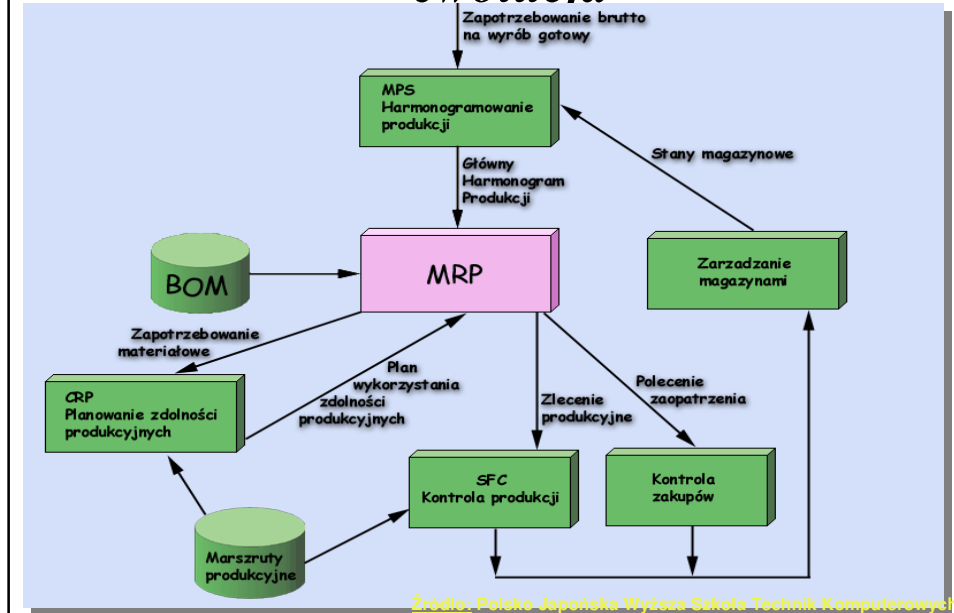 Zapotrzebowanie brutto
na wyrób gotowy
MPS
Harmonogramowanie
produkcji
Stany magazynowe
Główny
Harmonogram
Produkcji
BOM
MRP
Zarzadzanie
magazynami
Zapotrzebowanie
materiałowe
Plan
wykorzystania
zdolności
produkcyjnych
Polecenie
zaopatrzenia
Zlecenie
produkcyjne
CRP
Planowanie zdolności
produkcyjnych
SFC
Kontrola produkcji
Kontrola
zakupów
Marszruty
produkcyjne
Źródło: Polsko Japońska Wyższa Szkoła Technik Komputerowych